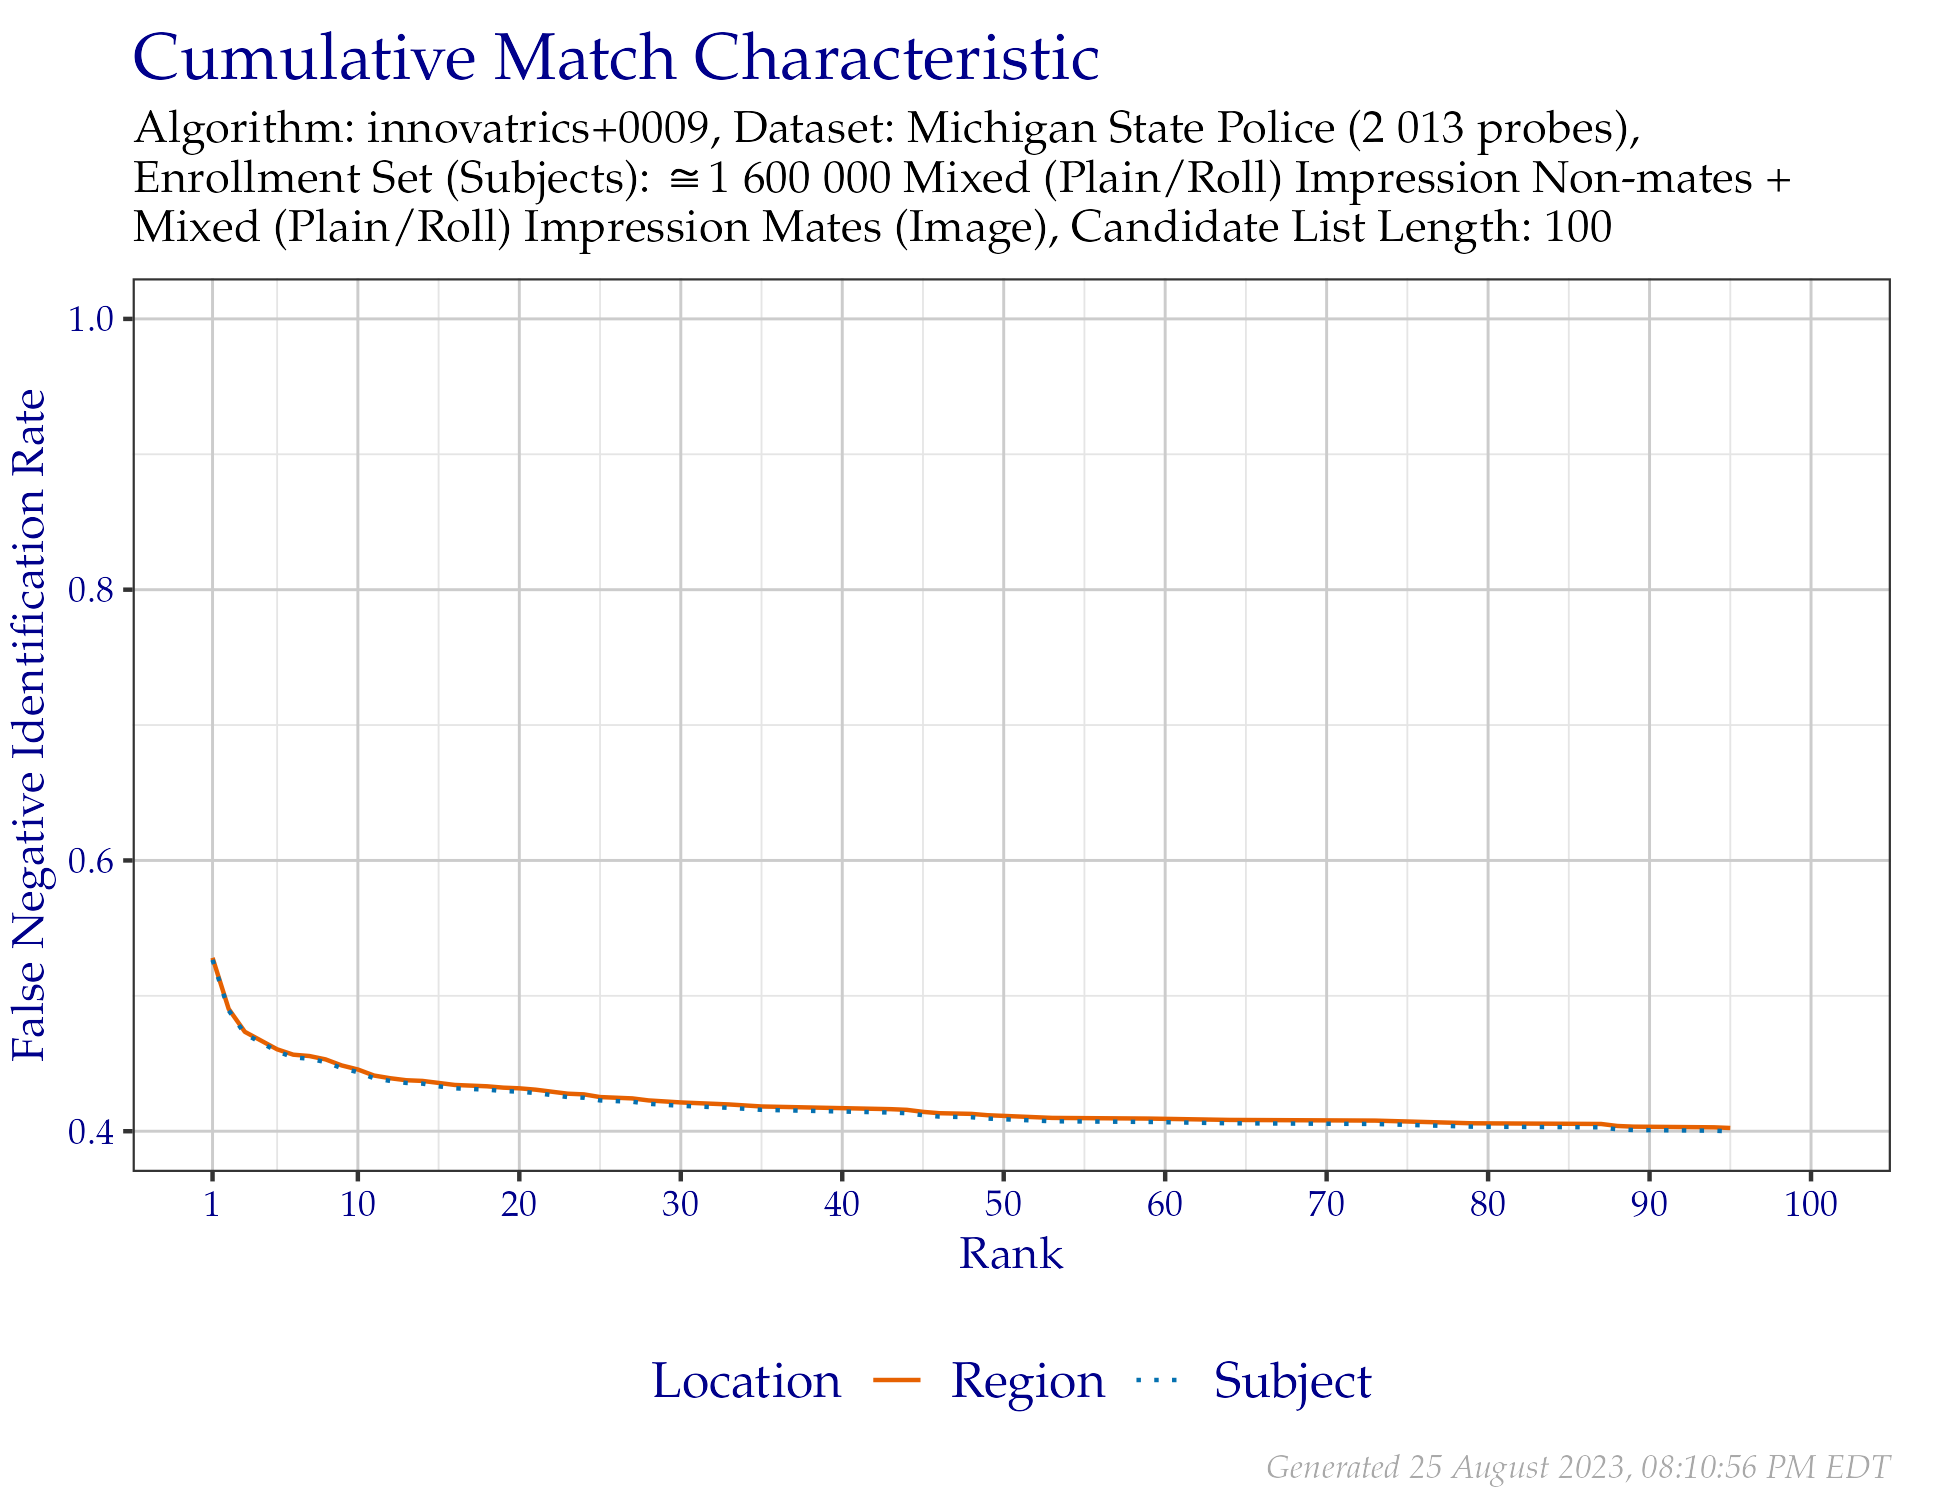 Cumulative Match Characteristic
Algorithm: innovatrics+0009, Dataset: Michigan State Police (2 013 probes),
Enrollment Set (Subjects): ≅ 1 600 000 Mixed (Plain/Roll) Impression Non-mates +
Mixed (Plain/Roll) Impression Mates (Image), Candidate List Length: 100
False Negative Identification Rate
1.0
0.8
0.6
0.4
1 10 20 30 40 50 60 70 80 90 100
Rank
Location Region Subject
Generated 25 August 2023, 08:10:56 PM EDT